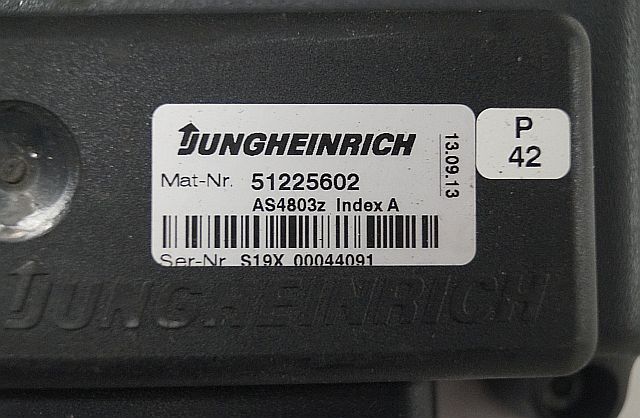 JUNGHEINRICH
Mat-Nr. 51225602
AS4803z Index A
Ser-Nr. S19X 00044091
13.09.13
P
42
JUNGHEINRICH